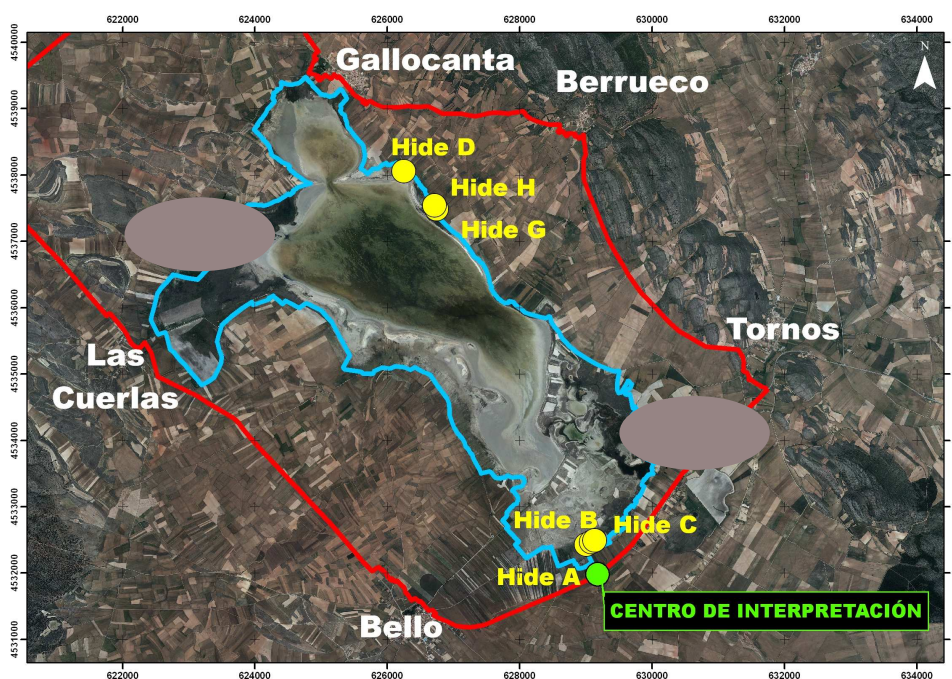 622000 624000 626000 628000 630000 632000 634000
4540000
4539000
4538000
4537000
4536000
4535000
4534000
4533000
4532000
4531000
N
Gallocanta
Berrueco
Hide D
Hide H
Hide G
Tornos
Las
Cuerlas
Hide B
Hide C
Hide A
CENTRO DE INTERPRETACIÓN
Bello
622000 624000 626000 628000 630000 632000 634000